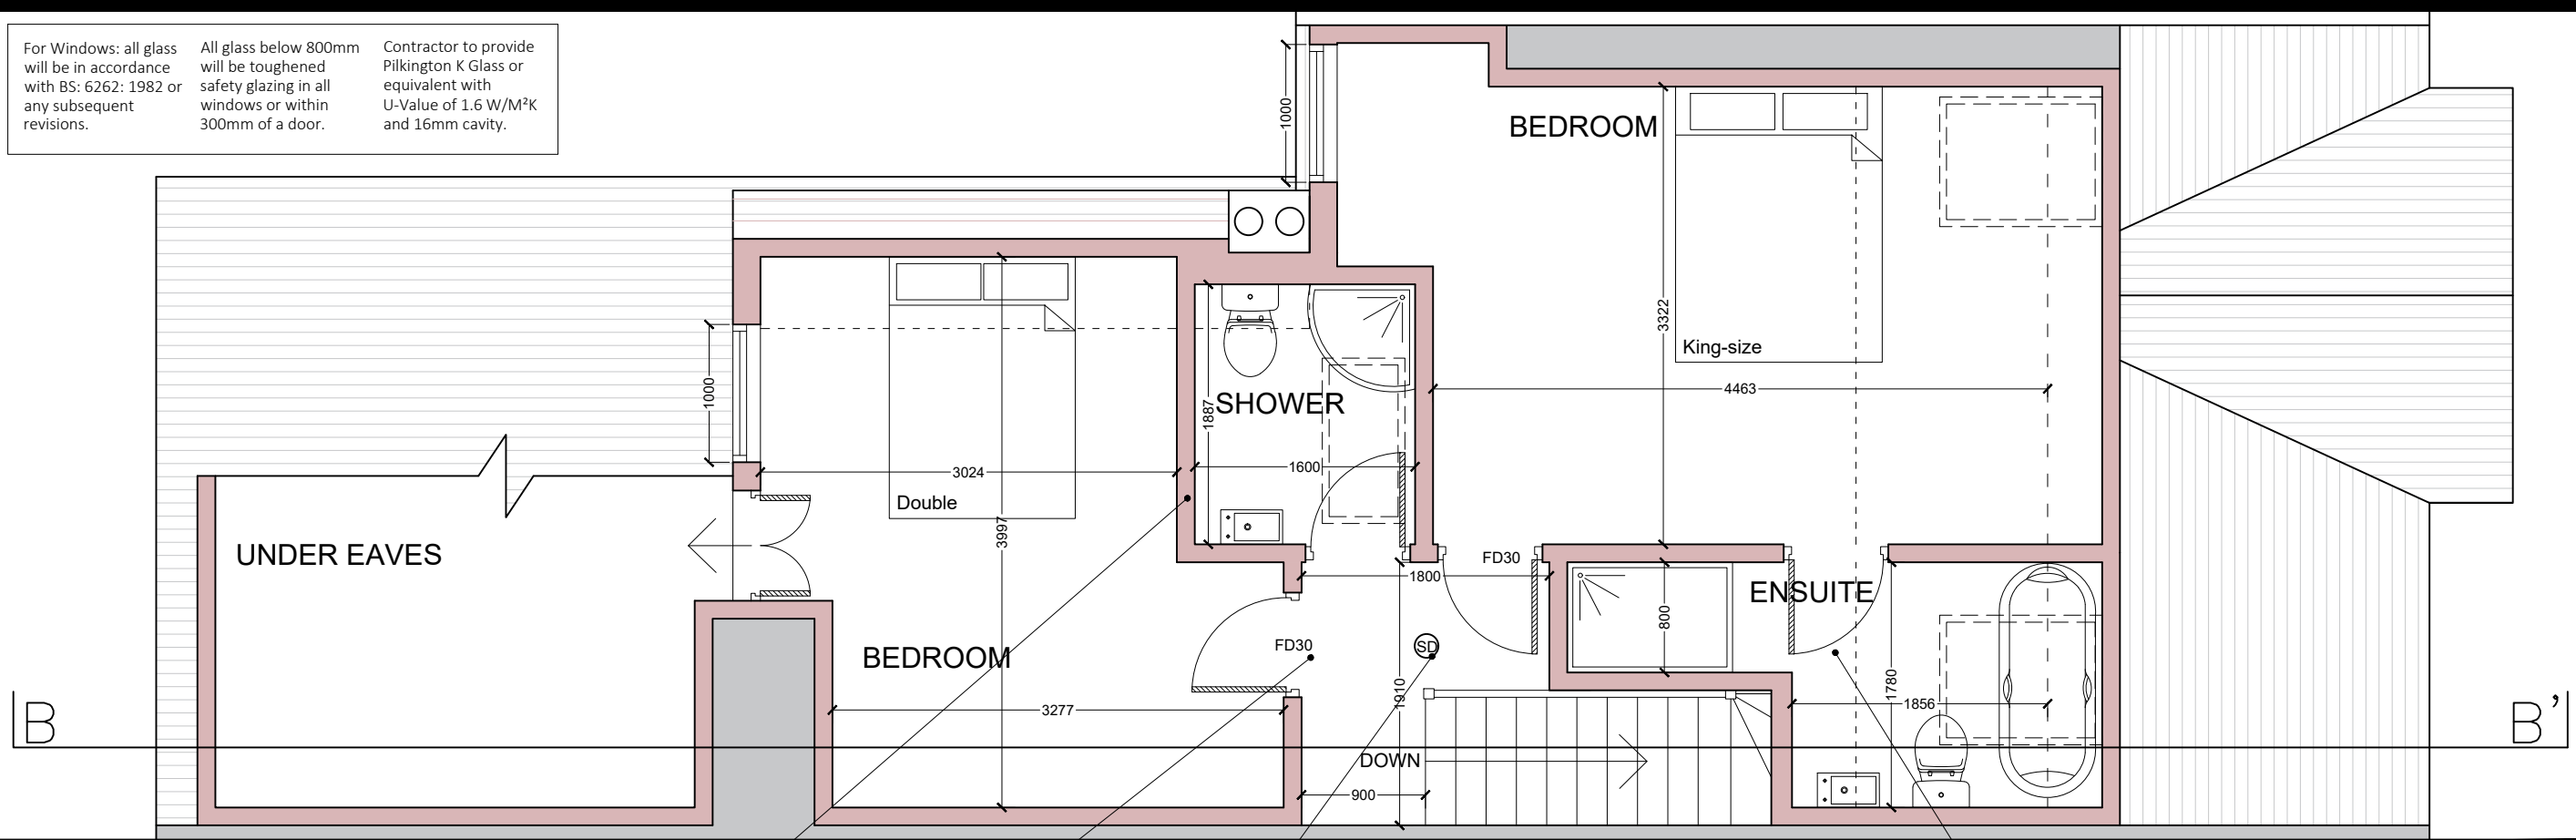 For Windows: all glass
will be in accordance
with BS: 6262: 1982 or
any subsequent
revisions.
All glass below 800mm
will be toughened
safety glazing in all
windows or within
300mm of a door.
Contractor to provide
Pilkington K Glass or
equivalent with
U-Value of 1.6 W/M²K
and 16mm cavity.
1000
BEDROOM
3322
King-size
4463
1000
SHOWER
1887
1600
3024
Double
3997
UNDER EAVES
FD30
1800
ENSUITE
800
BEDROOM
FD30
SD
1910
1780
1856
3277
B
B’
DOWN
900